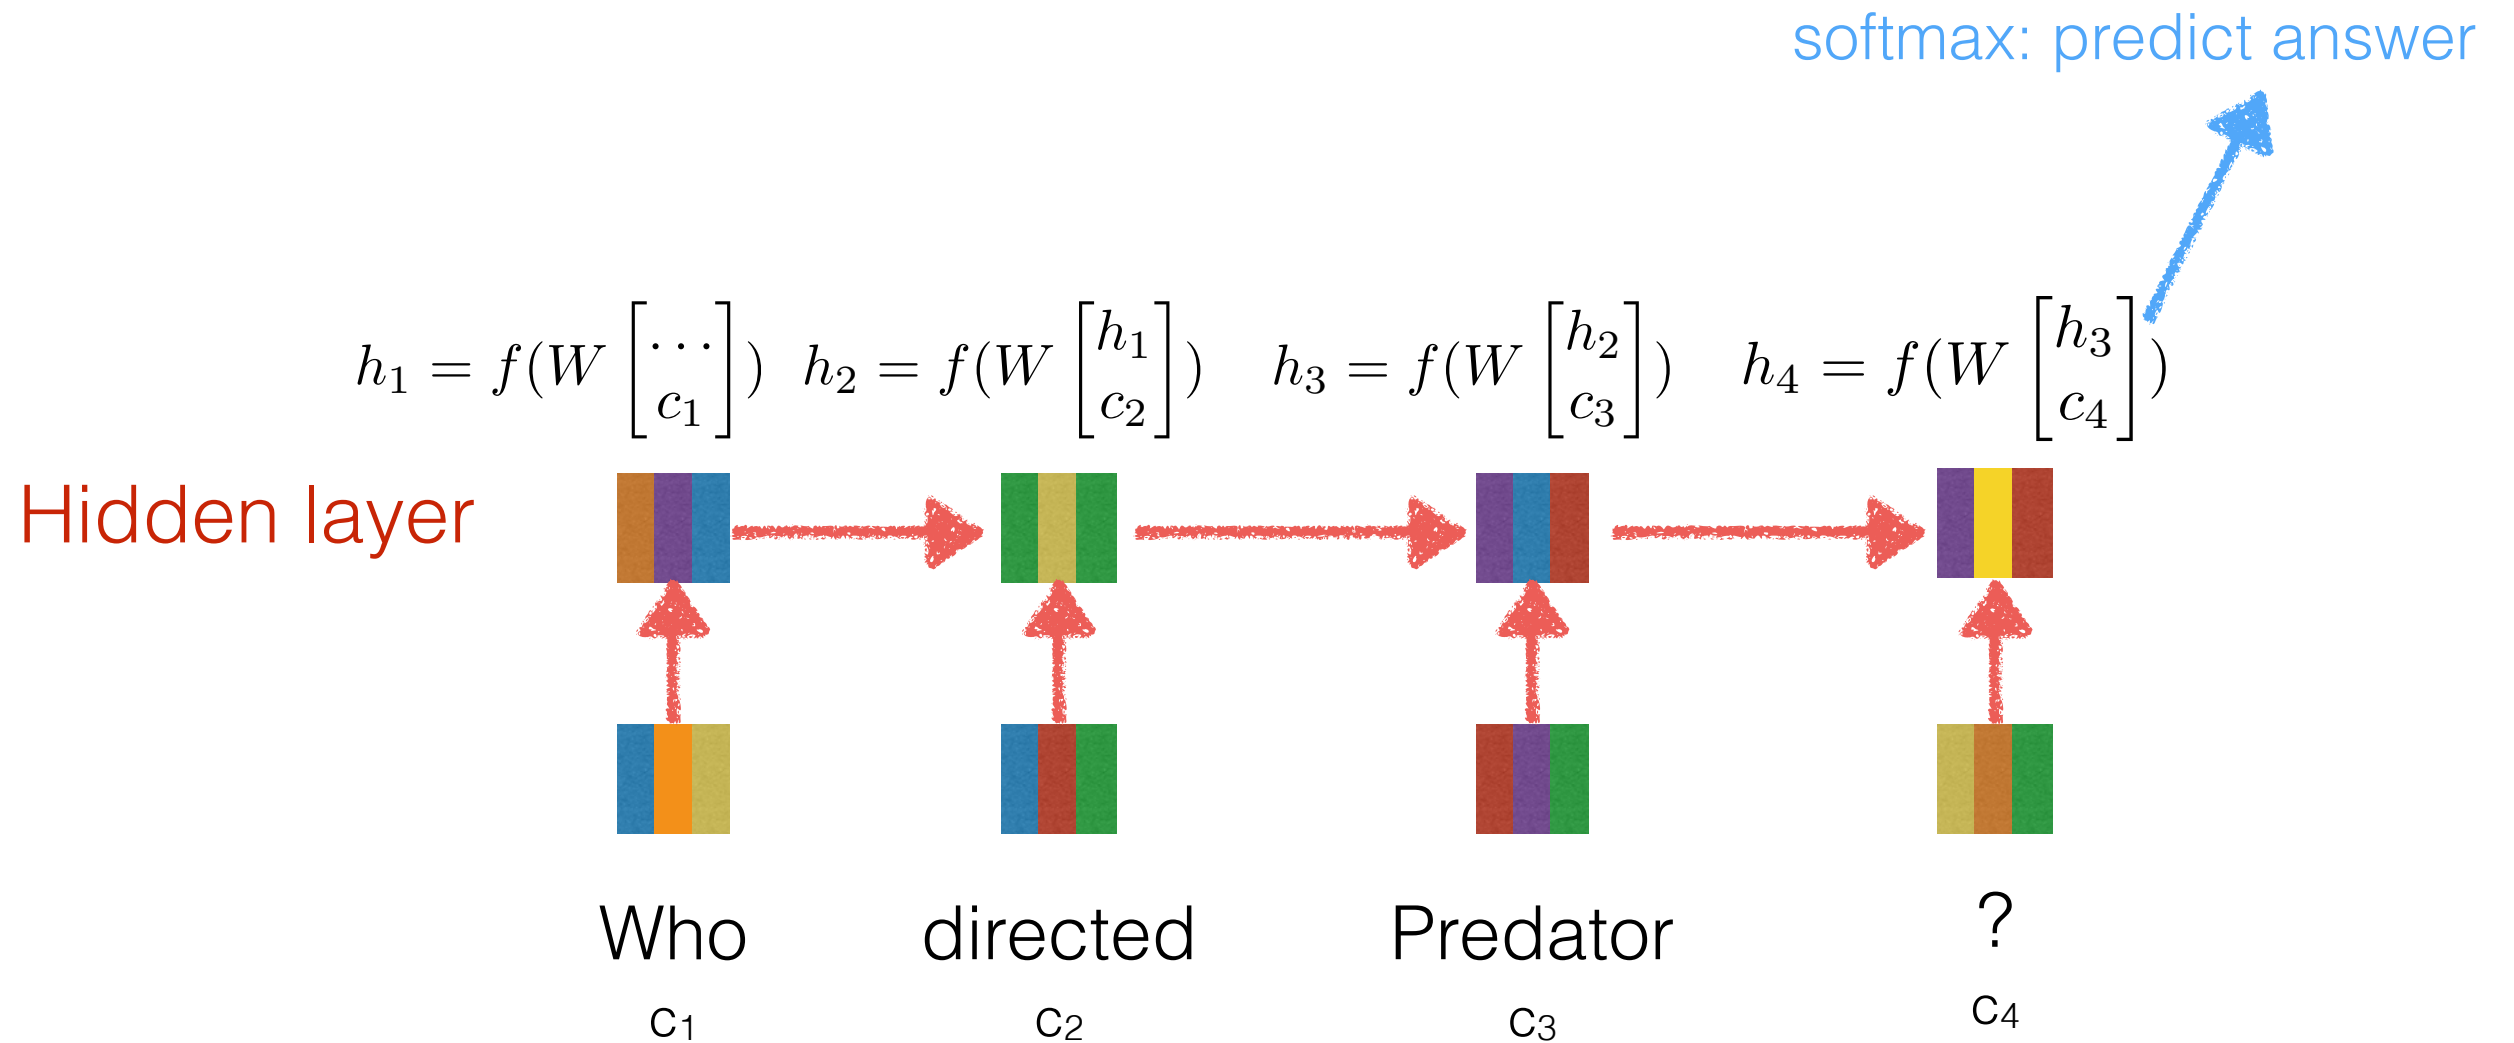 softmax: predict answer
h₁ = f(W [⋯ c₁]) h₂ = f(W [h₁ c₂]) h₃ = f(W [h₂ c₃]) h₄ = f(W [h₃ c₄])
Hidden layer
Who directed Predator ?
c₁ c₂ c₃ c₄